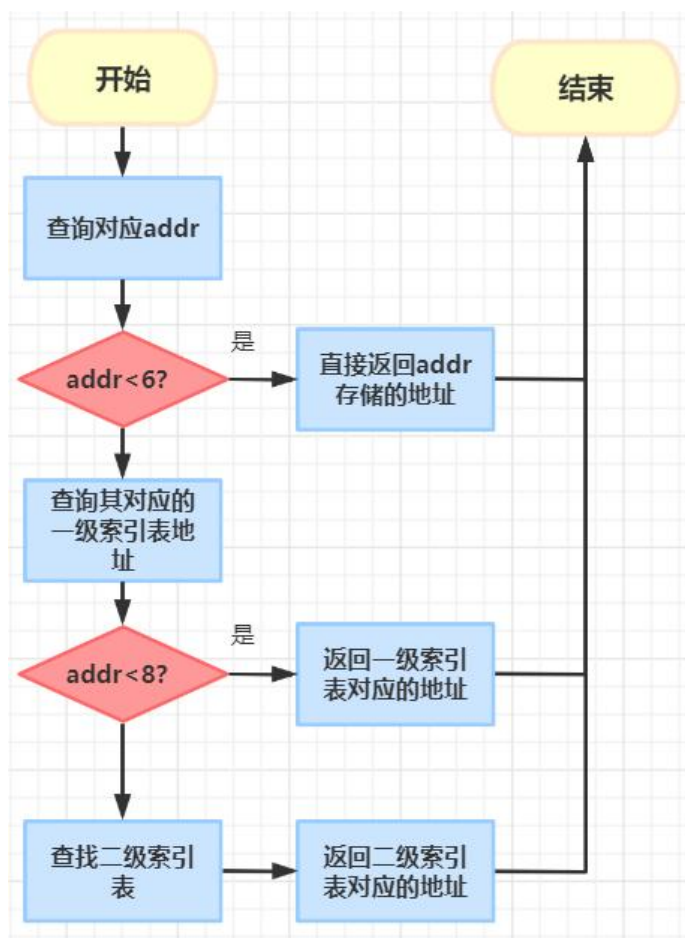 开始
结束
查询对应addr
addr<6?
是
直接返回addr
存储的地址
查询其对应的
一级索引表地
址
addr<8?
是
返回一级索引
表对应的地址
查找二级索引
表
返回二级索引
表对应的地址